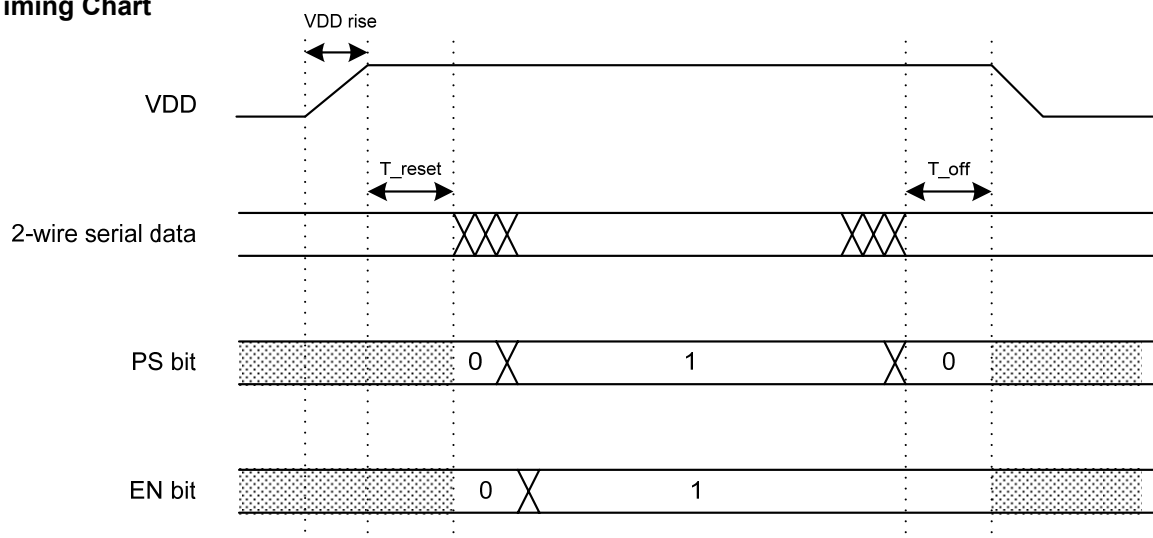 iming Chart
VDD rise
VDD
T_reset
T_off
2-wire serial data
PS bit
0
1
0
EN bit
0
1